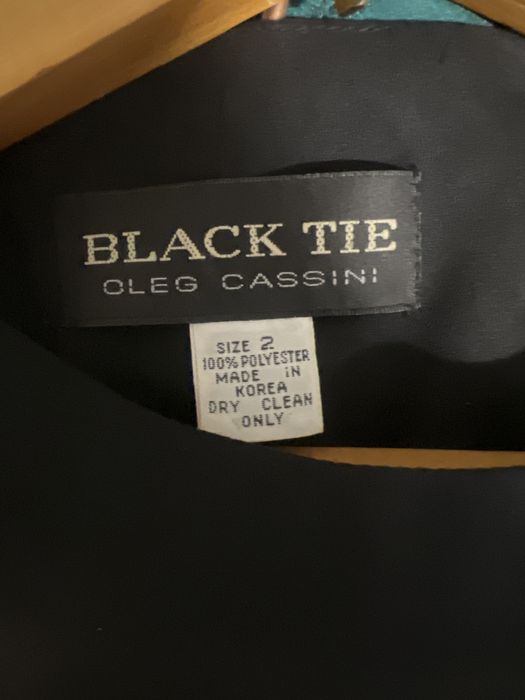 BLACK TIE
OLEG CASSINI
SIZE 2
100% POLYESTER
MADE IN
KOREA
DRY CLEAN
ONLY